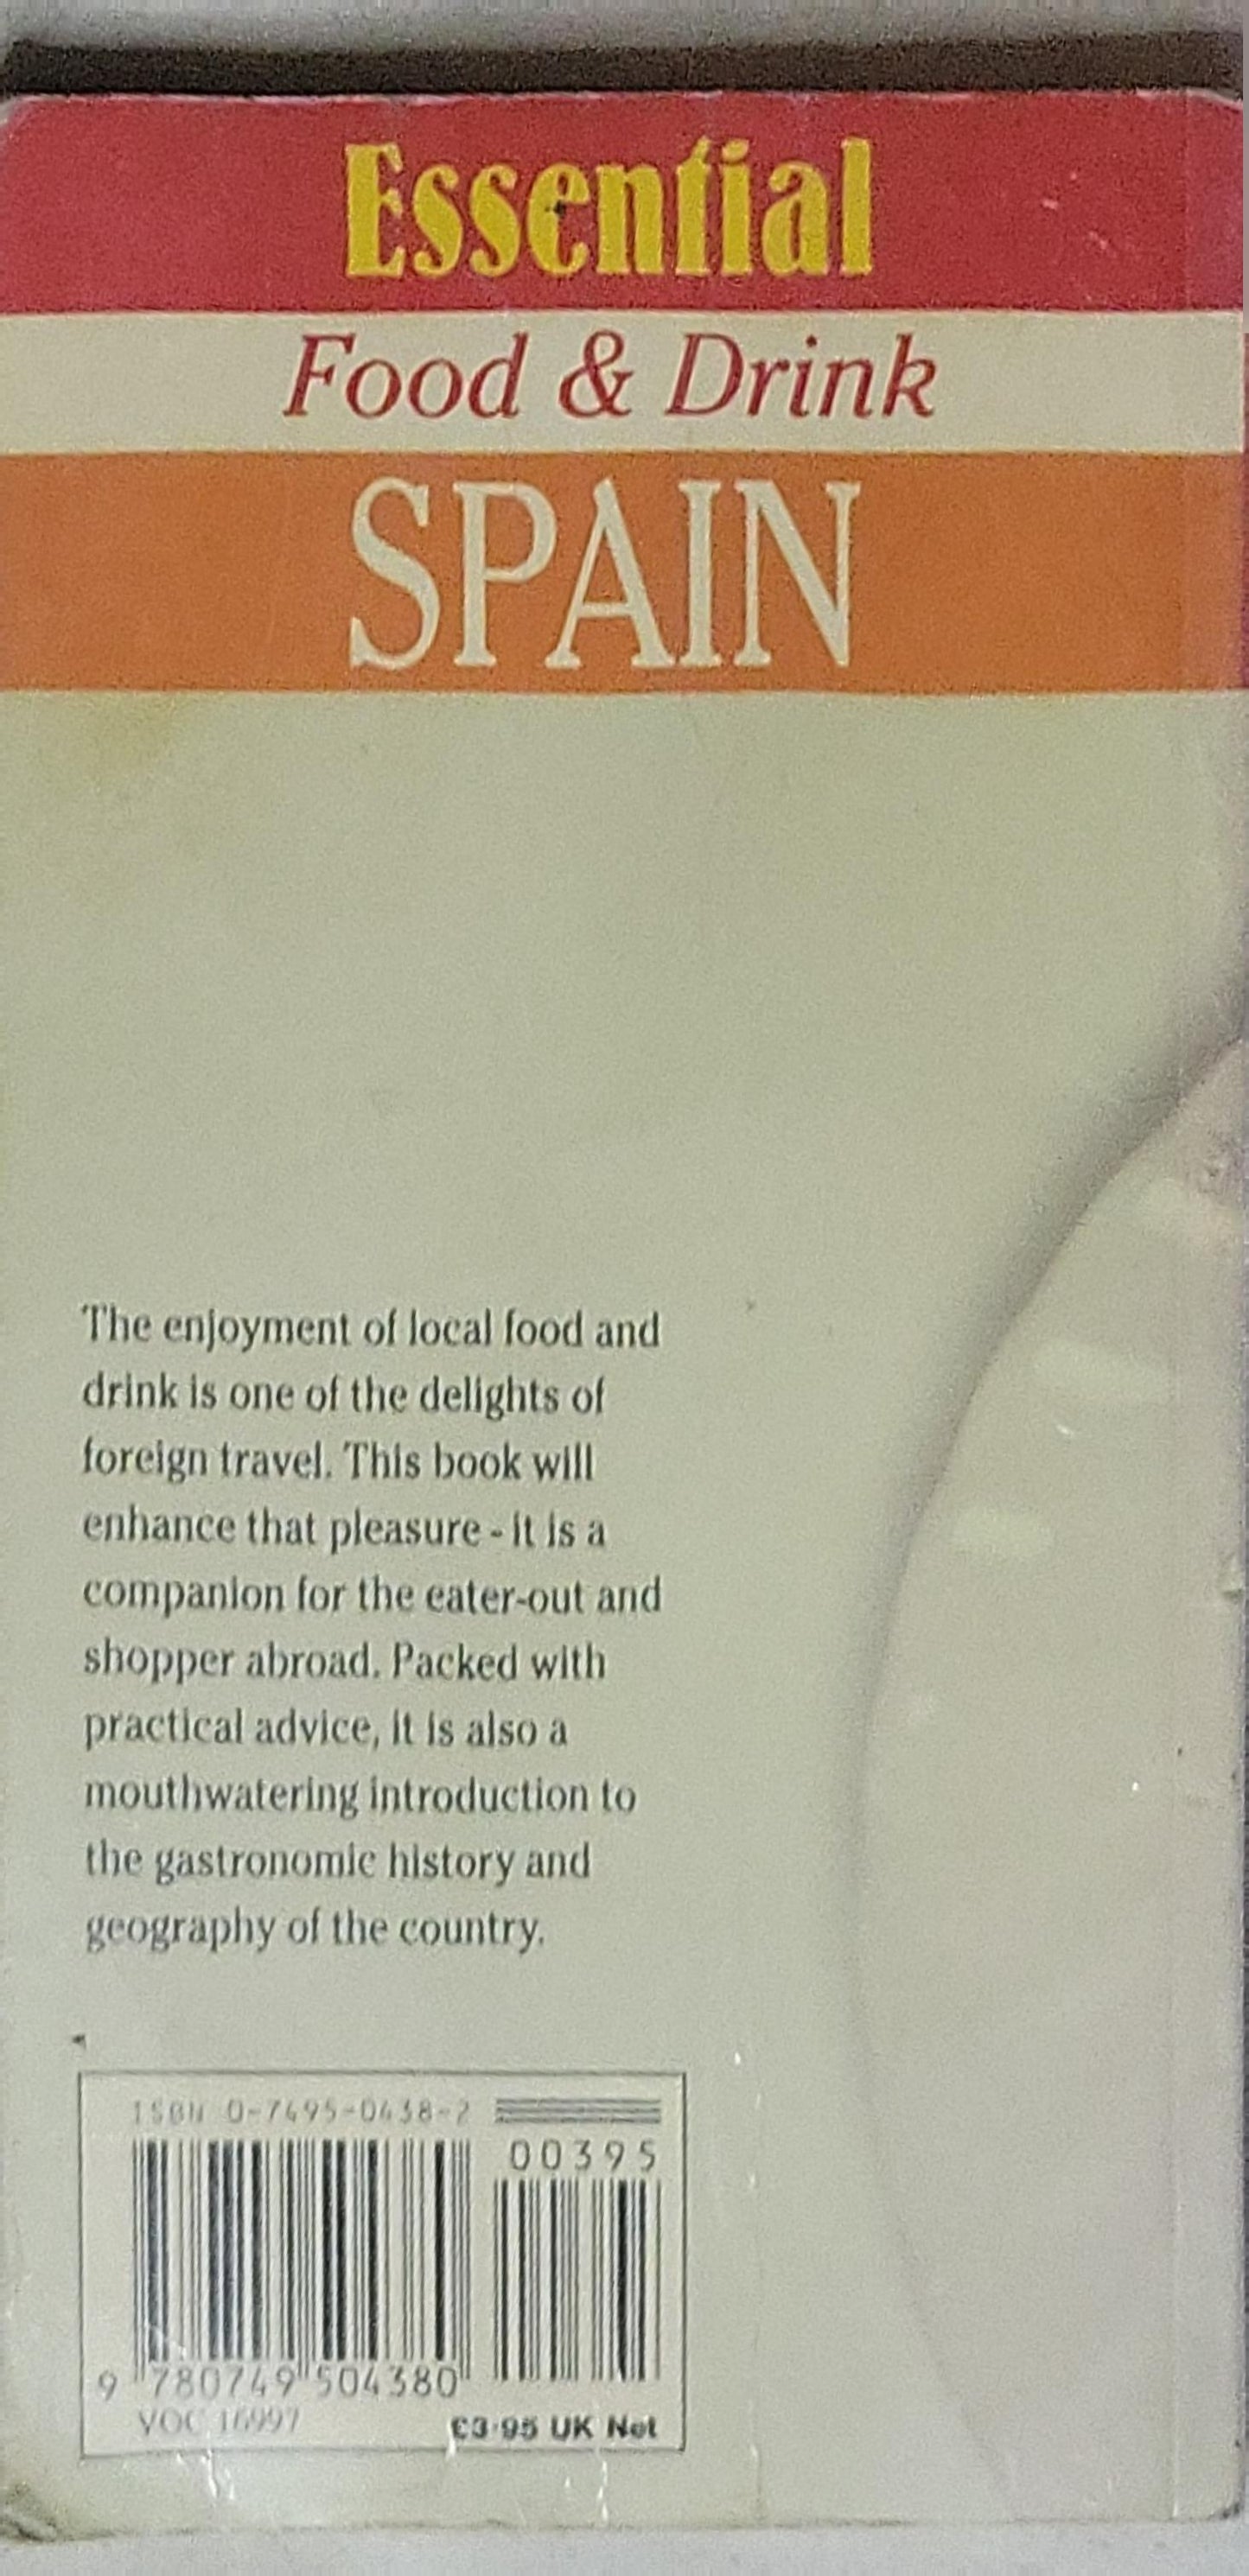 Essential
Food & Drink
SPAIN
The enjoyment of local food and
drink is one of the delights of
foreign travel. This book will
enhance that pleasure - it is a
companion for the eater-out and
shopper abroad. Packed with
practical advice, it is also a
mouthwatering introduction to
the gastronomic history and
geography of the country.
ISBN 0-7495-0438-2
00395
9 780749 504380
VOC 16997
£3·95 UK Net